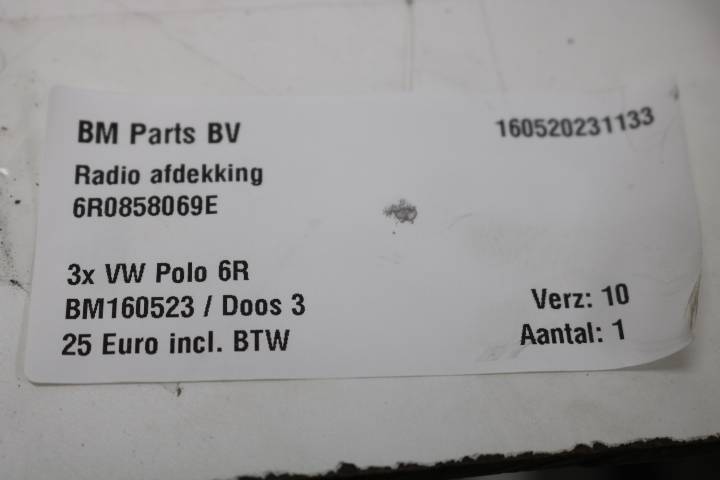 BM Parts BV
160520231133
Radio afdekking
6R0858069E
3x VW Polo 6R
BM160523 / Doos 3
25 Euro incl. BTW
Verz: 10
Aantal: 1